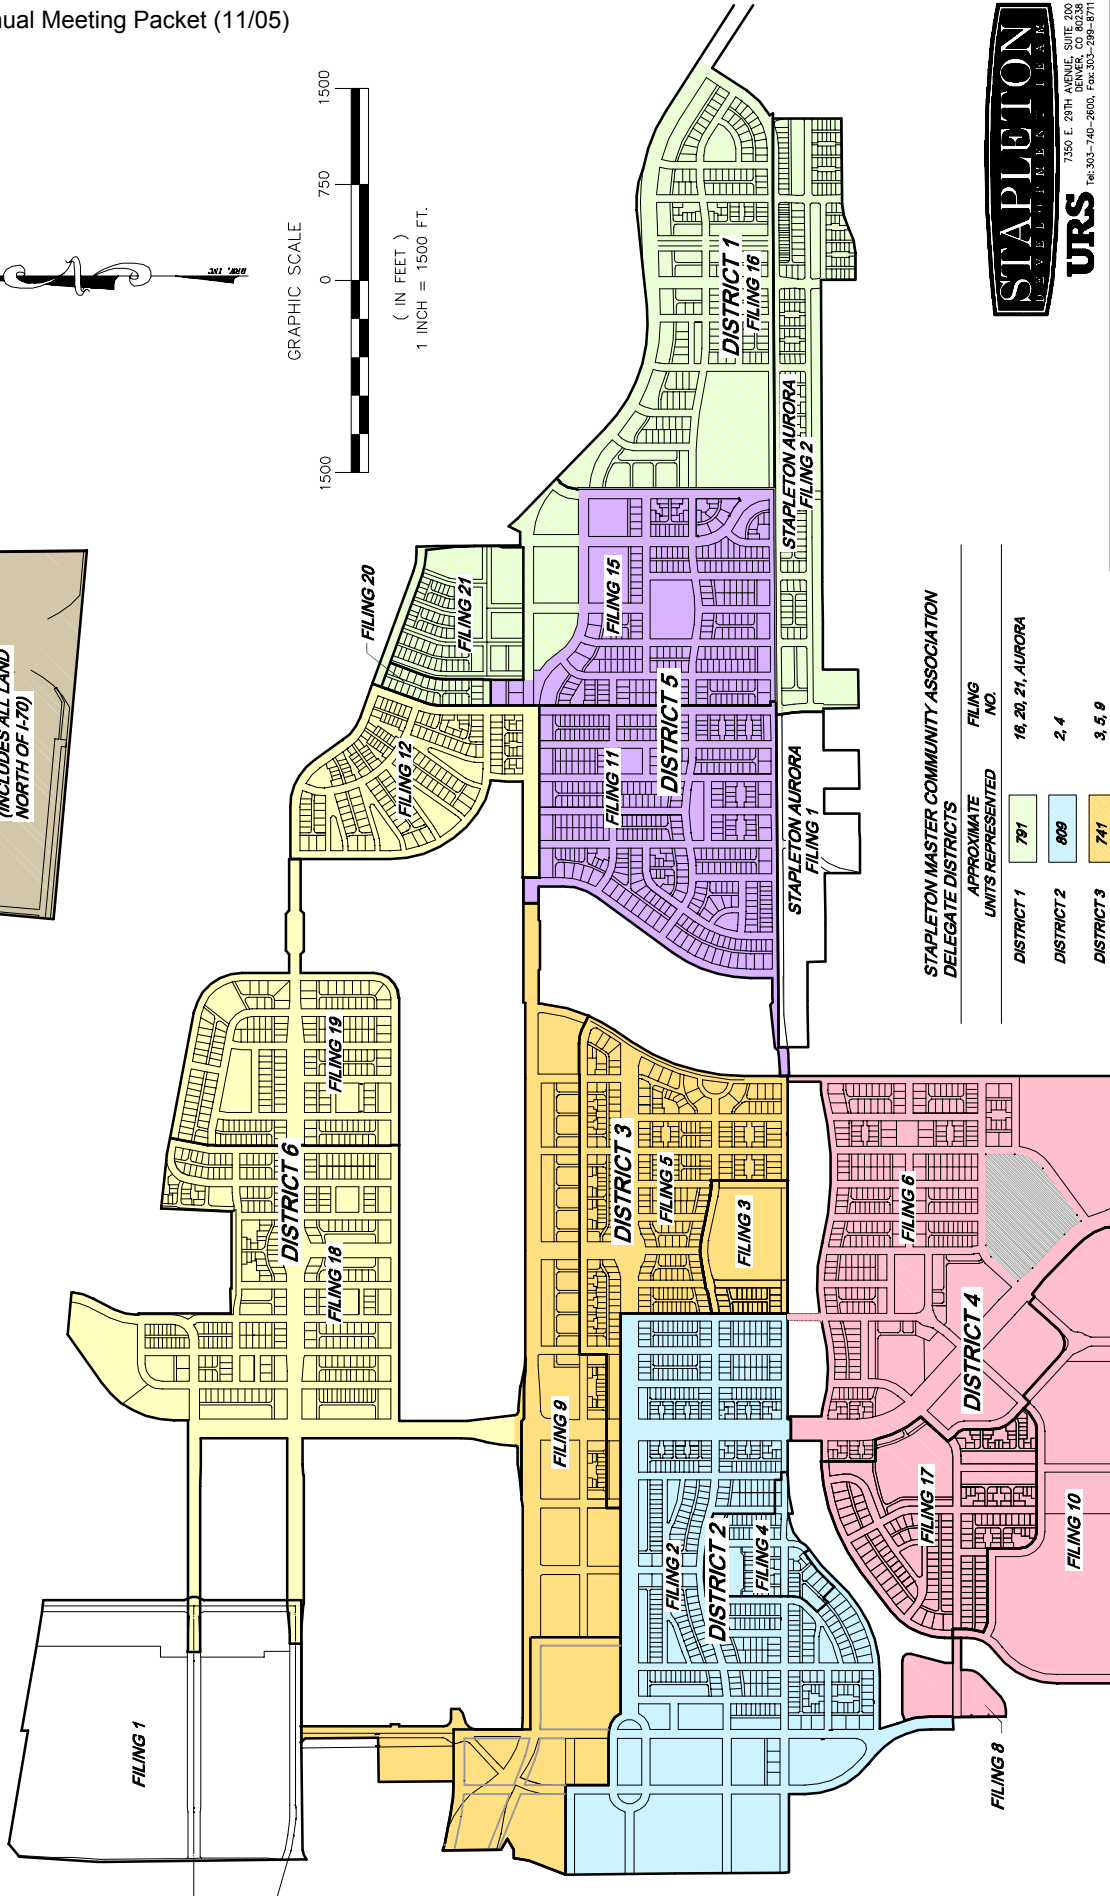 nual Meeting Packet (11/05)
BRW, INC
GRAPHIC SCALE
1500
0
750
1500
( IN FEET )
1 INCH = 1500 FT.
(INCLUDES ALL LAND
NORTH OF I-70)
STAPLETON
DEVELOPMENT TEAM
URS
7350 E. 29TH AVENUE, SUITE 200
DENVER, CO 80238
Tel:303-740-2600, Fax:303-299-8711
DISTRICT 1
FILING 16
STAPLETON AURORA
FILING 2
FILING 20
FILING 21
FILING 15
DISTRICT 5
FILING 11
FILING 12
STAPLETON AURORA
FILING 1
FILING 19
DISTRICT 6
FILING 18
DISTRICT 3
FILING 5
FILING 3
FILING 9
FILING 6
DISTRICT 4
FILING 2
DISTRICT 2
FILING 4
FILING 17
FILING 10
FILING 8
FILING 1
STAPLETON MASTER COMMUNITY ASSOCIATION
DELEGATE DISTRICTS
APPROXIMATE
UNITS REPRESENTED
FILING
NO.
DISTRICT 1 791 16, 20, 21, AURORA
DISTRICT 2 809 2, 4
DISTRICT 3 741 3, 5, 9